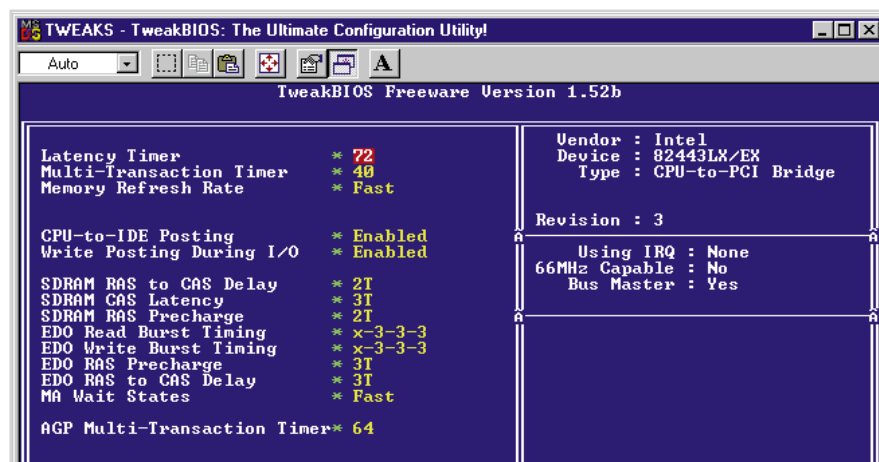 TWEAKS - TweakBIOS: The Ultimate Configuration Utility!
Auto
A
TweakBIOS Freeware Version 1.52b
Latency Timer * 72
Multi-Transaction Timer * 40
Memory Refresh Rate * Fast
CPU-to-IDE Posting * Enabled
Write Posting During I/O * Enabled
SDRAM RAS to CAS Delay * 2T
SDRAM CAS Latency * 3T
SDRAM RAS Precharge * 2T
EDO Read Burst Timing * x-3-3-3
EDO Write Burst Timing * x-3-3-3
EDO RAS Precharge * 3T
EDO RAS to CAS Delay * 3T
MA Wait States * Fast
AGP Multi-Transaction Timer* 64
Vendor : Intel
Device : 82443LX/EX
Type : CPU-to-PCI Bridge
Revision : 3
Using IRQ : None
66MHz Capable : No
Bus Master : Yes